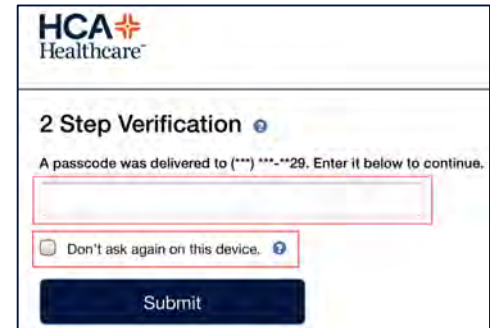 HCA
Healthcare™
2 Step Verification ?
A passcode was delivered to (***) ***-**29. Enter it below to continue.
Don't ask again on this device. ?
Submit